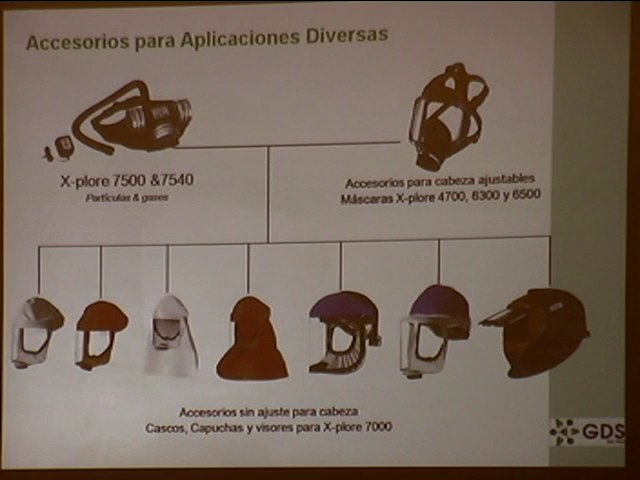 Accesorios para Aplicaciones Diversas
X-plore 7500 &7540
Partículas & gases
Accesorios para cabeza ajustables
Máscaras X-plore 4700, 6300 y 6500
Accesorios sin ajuste para cabeza
Cascos, Capuchas y visores para X-plore 7000
GDS